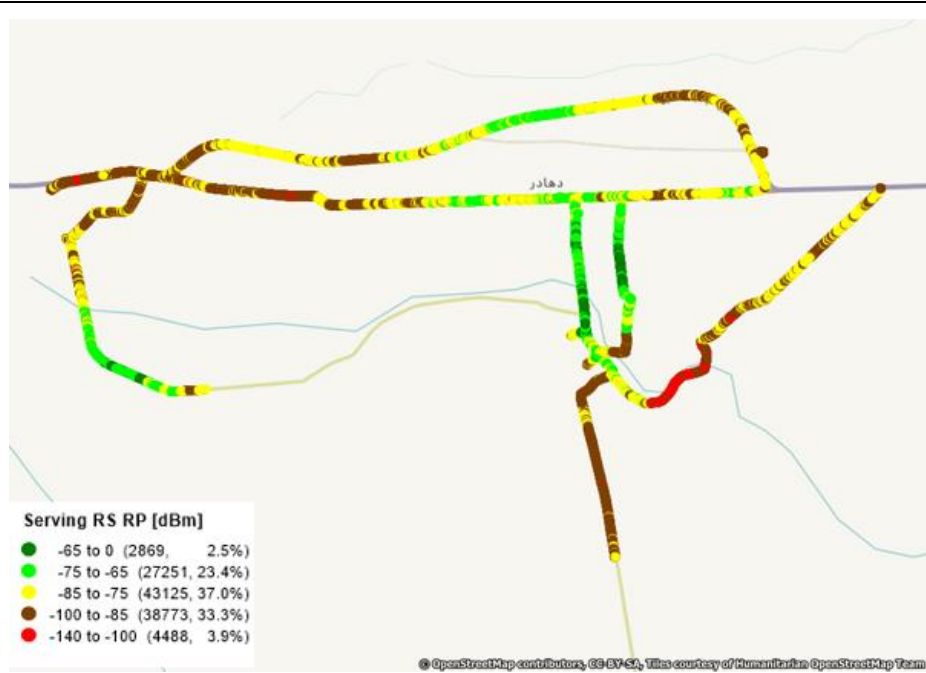 دهادر
Serving RS RP [dBm]
-65 to 0 (2869, 2.5%)
-75 to -65 (27251, 23.4%)
-85 to -75 (43125, 37.0%)
-100 to -85 (38773, 33.3%)
-140 to -100 (4488, 3.9%)
© OpenStreetMap contributors, CC-BY-SA, Tiles courtesy of Humanitarian OpenStreetMap Team